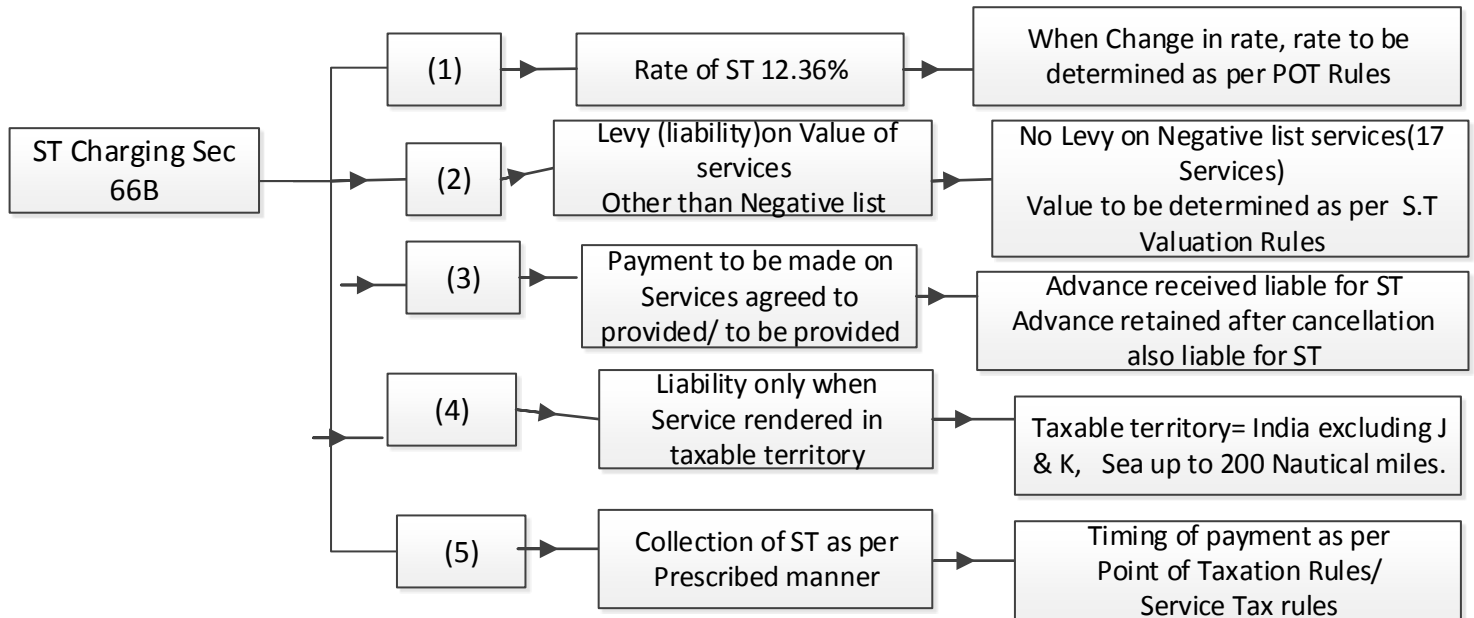 ST Charging Sec
66B
(1)
Rate of ST 12.36%
When Change in rate, rate to be
determined as per POT Rules
(2)
Levy (liability)on Value of
services
Other than Negative list
No Levy on Negative list services(17
Services)
Value to be determined as per S.T
Valuation Rules
(3)
Payment to be made on
Services agreed to
provided/ to be provided
Advance received liable for ST
Advance retained after cancellation
also liable for ST
(4)
Liability only when
Service rendered in
taxable territory
Taxable territory= India excluding J
& K, Sea up to 200 Nautical miles.
(5)
Collection of ST as per
Prescribed manner
Timing of payment as per
Point of Taxation Rules/
Service Tax rules